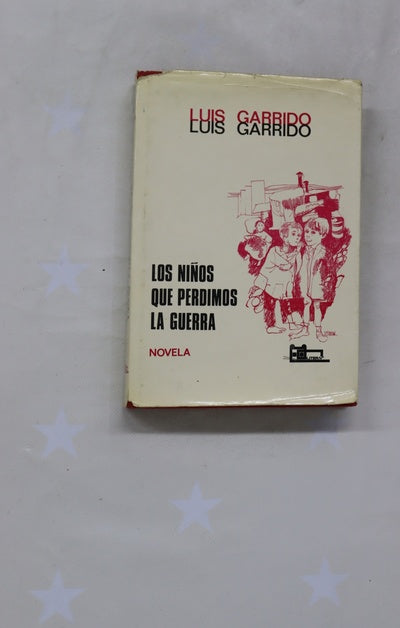 LUIS GARRIDO
LUIS GARRIDO
LOS NIÑOS
QUE PERDIMOS
LA GUERRA
NOVELA